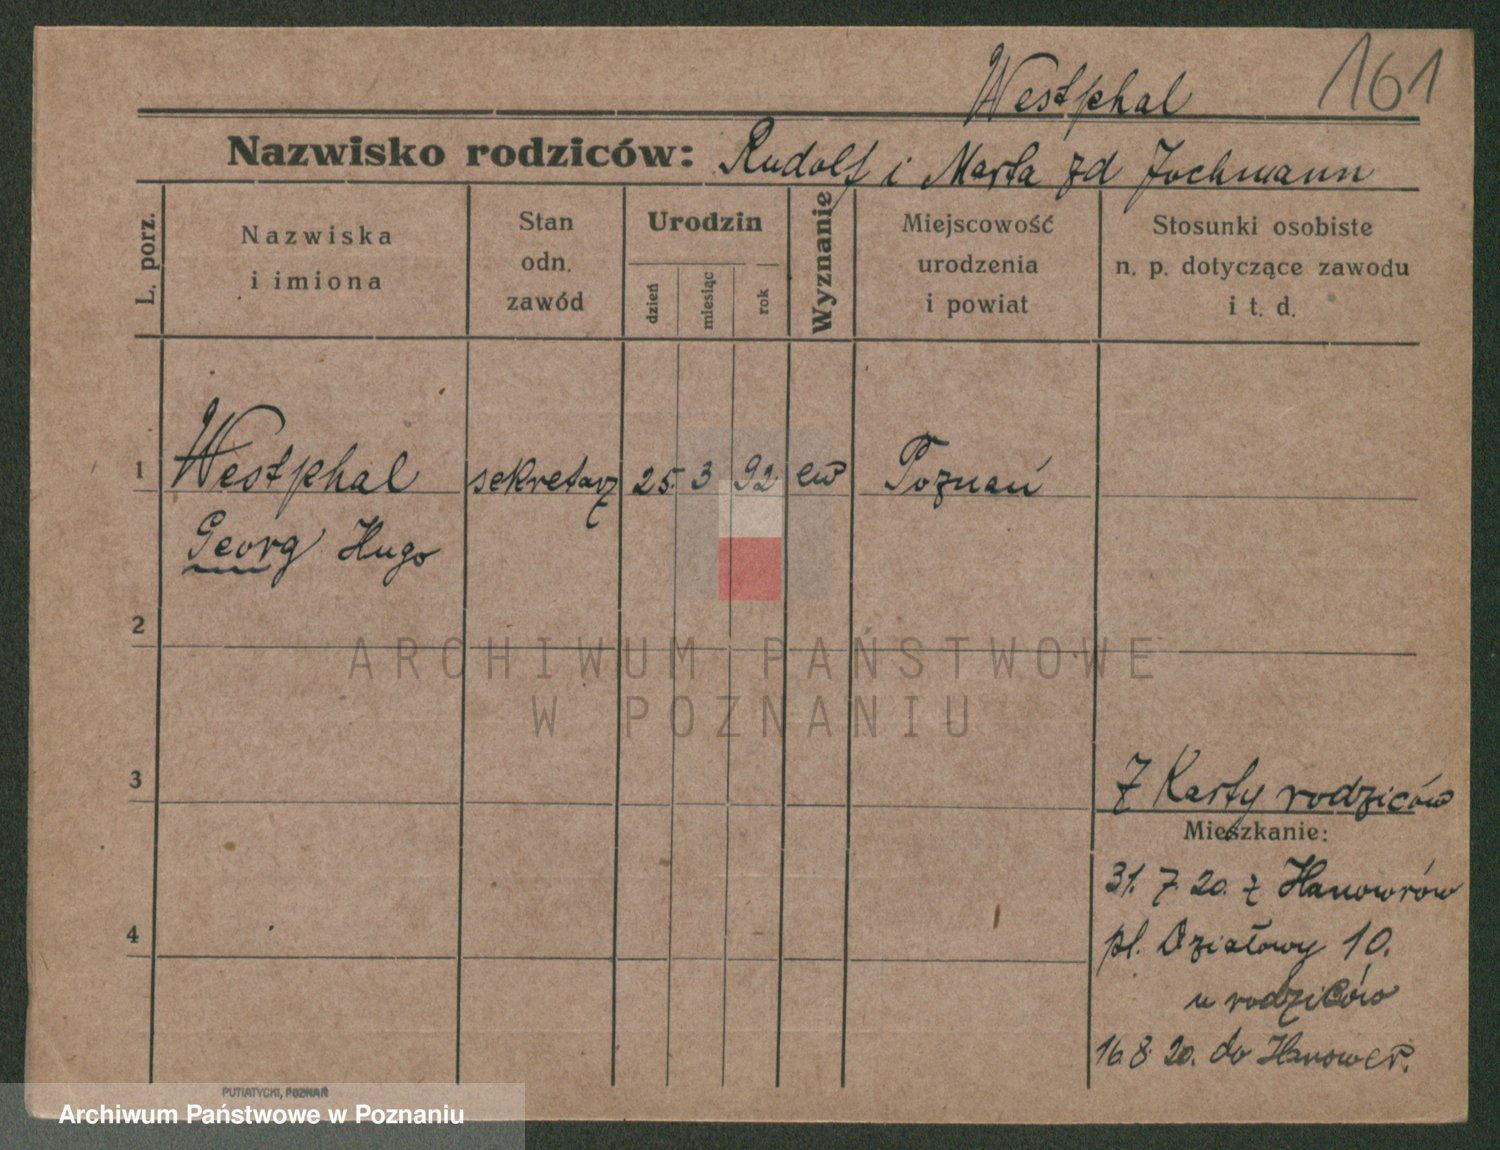 161
Westphal
Nazwisko rodziców: Rudolf i Marta zd Jochmann
L. porz.
Nazwiska
i imiona
Stan
odn.
zawód
Urodzin
dzień
miesiąc
rok
Wyznanie
Miejscowość
urodzenia
i powiat
Stosunki osobiste
n. p. dotyczące zawodu
i t. d.
1
Westphal
sekretarz
25.
3
92
ew
Poznań
Georg Hugo
2
ARCHIWUM PAŃSTWOWE
W POZNANIU
3
Z Karty rodziców
Mieszkanie:
31. 7. 20. z
pl. Działowy 10.
4
u rodziców
16. 8. 20. do Hanower.
PUTIATYCKI, POZNAŃ
Archiwum Państwowe w Poznaniu